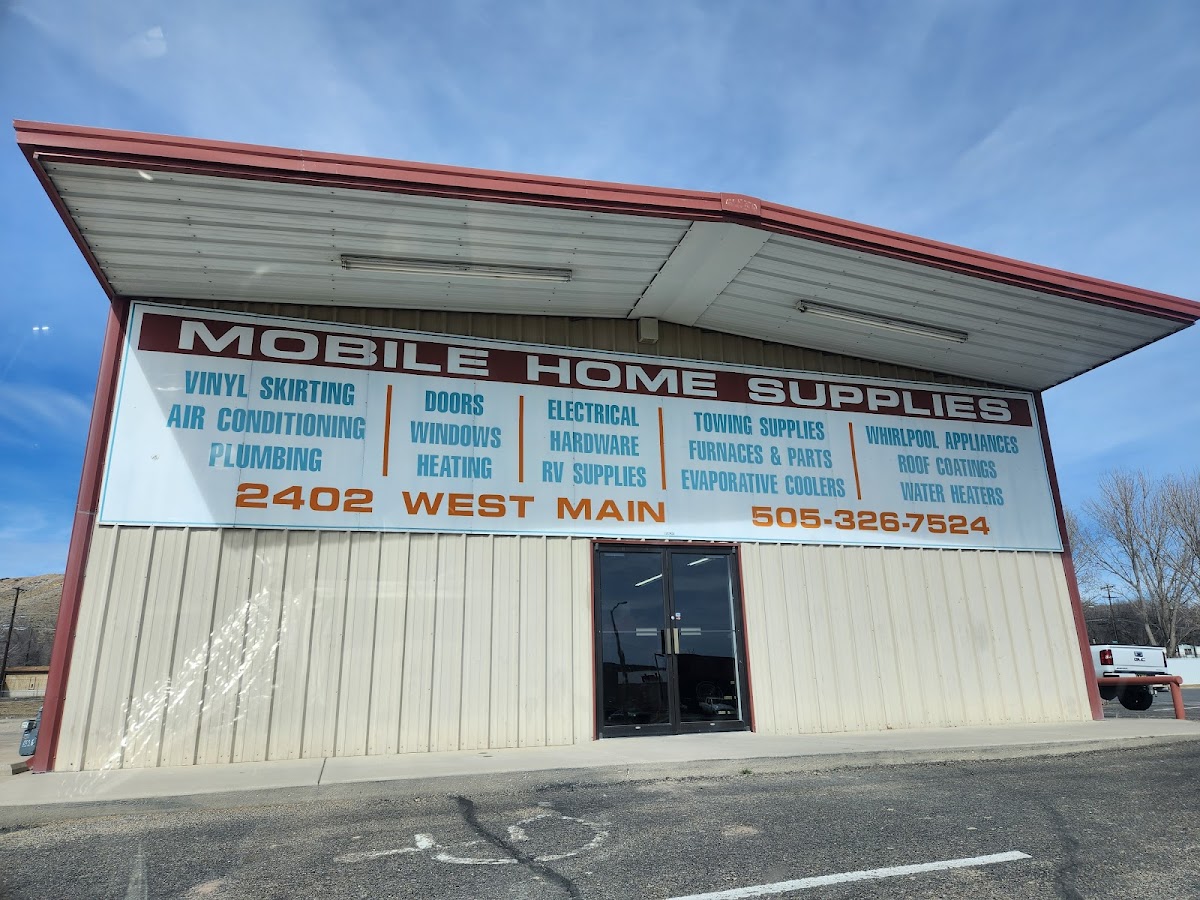 MOBILE HOME SUPPLIES
VINYL SKIRTING
AIR CONDITIONING
PLUMBING
DOORS
WINDOWS
HEATING
ELECTRICAL
HARDWARE
RV SUPPLIES
TOWING SUPPLIES
FURNACES & PARTS
EVAPORATIVE COOLERS
WHIRLPOOL APPLIANCES
ROOF COATINGS
WATER HEATERS
2402 WEST MAIN
505-326-7524
GMC